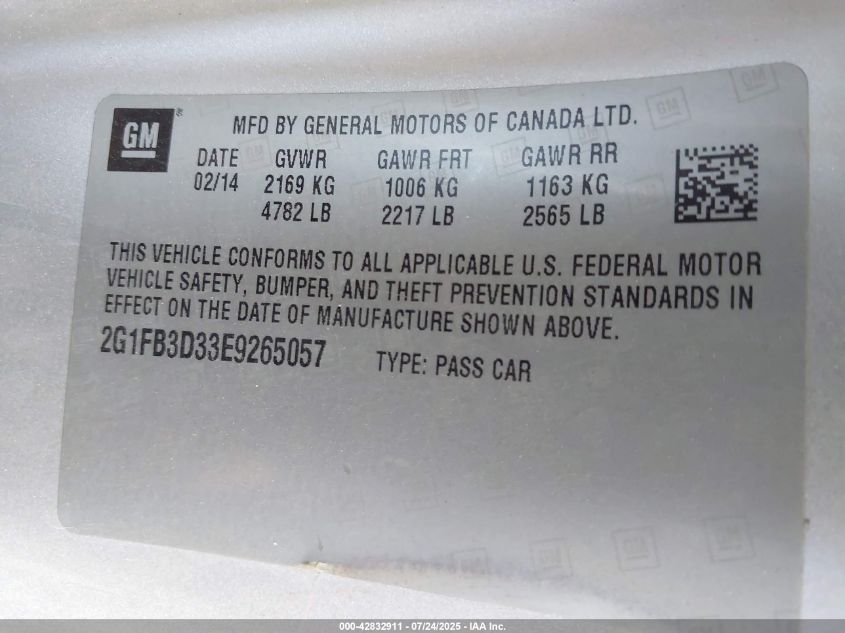 GM
MFD BY GENERAL MOTORS OF CANADA LTD.
DATE GVWR GAWR FRT GAWR RR
02/14 2169 KG 1006 KG 1163 KG
4782 LB 2217 LB 2565 LB
THIS VEHICLE CONFORMS TO ALL APPLICABLE U.S. FEDERAL MOTOR
VEHICLE SAFETY, BUMPER, AND THEFT PREVENTION STANDARDS IN
EFFECT ON THE DATE OF MANUFACTURE SHOWN ABOVE.
2G1FB3D33E9265057 TYPE: PASS CAR
000-42832911 - 07/24/2025 - IAA Inc.